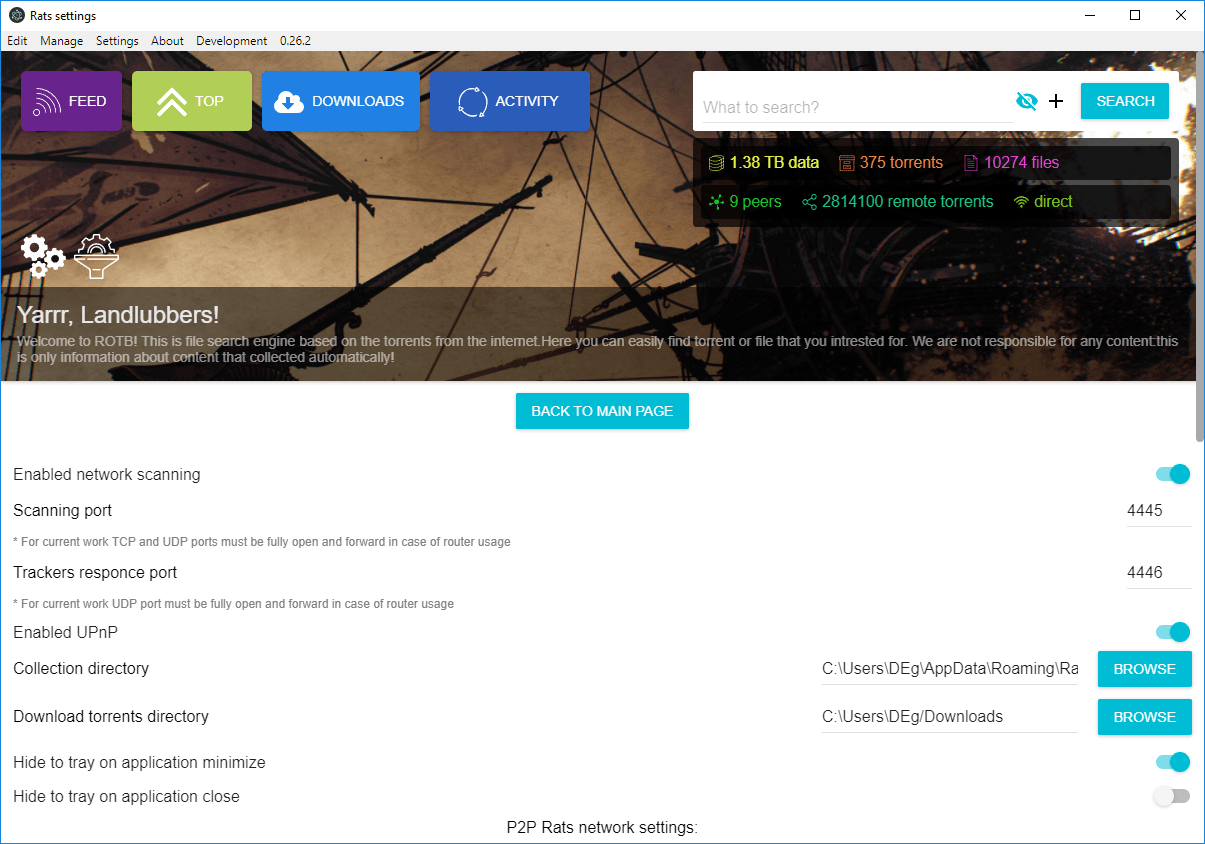 Rats settings
Edit Manage Settings About Development 0.26.2
FEED TOP DOWNLOADS ACTIVITY
What to search? SEARCH
1.38 TB data 375 torrents 10274 files
9 peers 2814100 remote torrents direct
Yarrr, Landlubbers!
Welcome to ROTB! This is file search engine based on the torrents from the internet.Here you can easily find torrent or file that you intrested for. We are not responsible for any content:this
is only information about content that collected automatically!
BACK TO MAIN PAGE
Enabled network scanning
Scanning port 4445
* For current work TCP and UDP ports must be fully open and forward in case of router usage
Trackers responce port 4446
* For current work UDP port must be fully open and forward in case of router usage
Enabled UPnP
Collection directory C:\Users\DEg\AppData\Roaming\Ra BROWSE
Download torrents directory C:\Users\DEg/Downloads BROWSE
Hide to tray on application minimize
Hide to tray on application close
P2P Rats network settings: